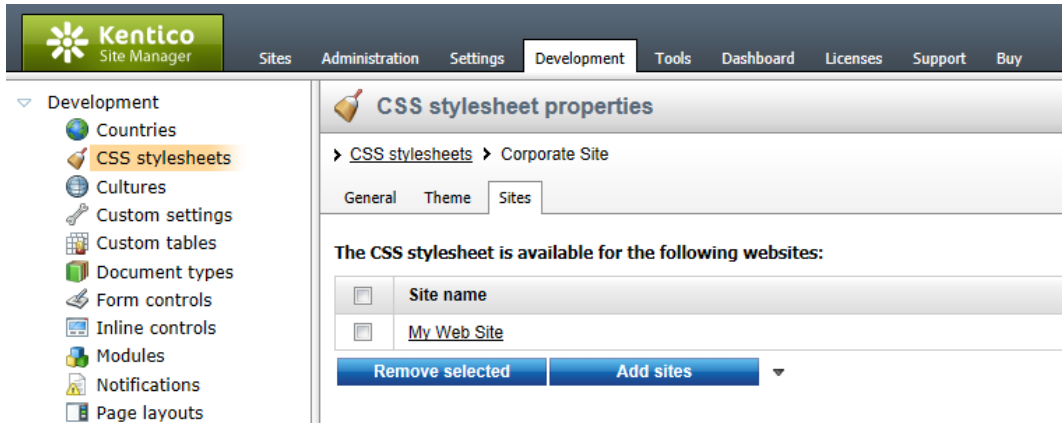 Kentico
Site Manager
Sites Administration Settings Development Tools Dashboard Licenses Support Buy
Development
Countries
CSS stylesheets
Cultures
Custom settings
Custom tables
Document types
Form controls
Inline controls
Modules
Notifications
Page layouts
CSS stylesheet properties
CSS stylesheets Corporate Site
General Theme Sites
The CSS stylesheet is available for the following websites:
Site name
My Web Site
Remove selected Add sites